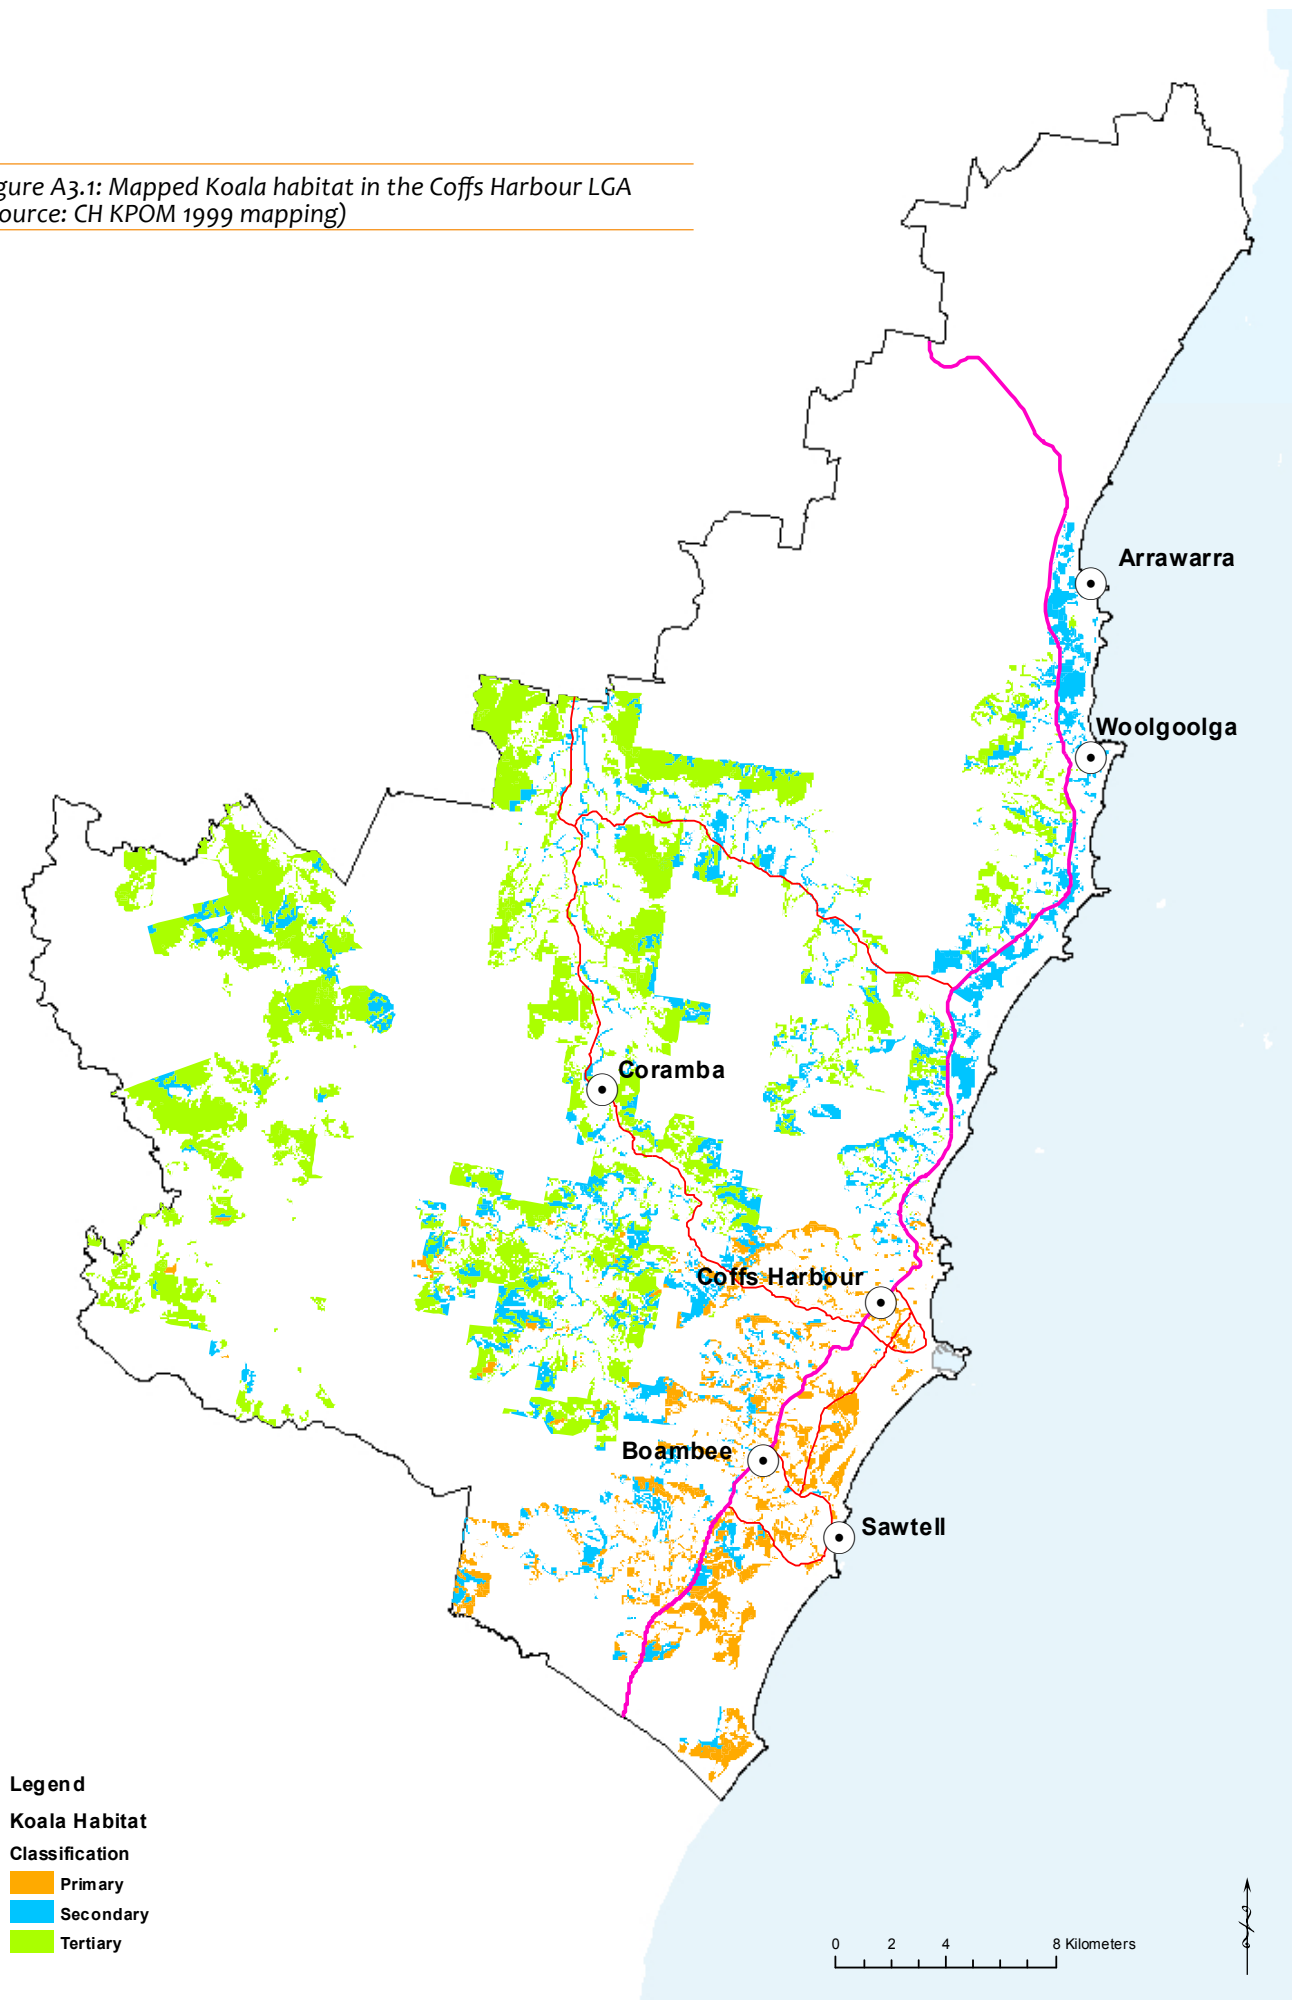 gure A3.1: Mapped Koala habitat in the Coffs Harbour LGA
ource: CH KPOM 1999 mapping)
Arrawarra
Woolgoolga
Coramba
Coffs Harbour
Boambee
Sawtell
Legend
Koala Habitat
Classification
Primary
Secondary
Tertiary
0 2 4 8 Kilometers